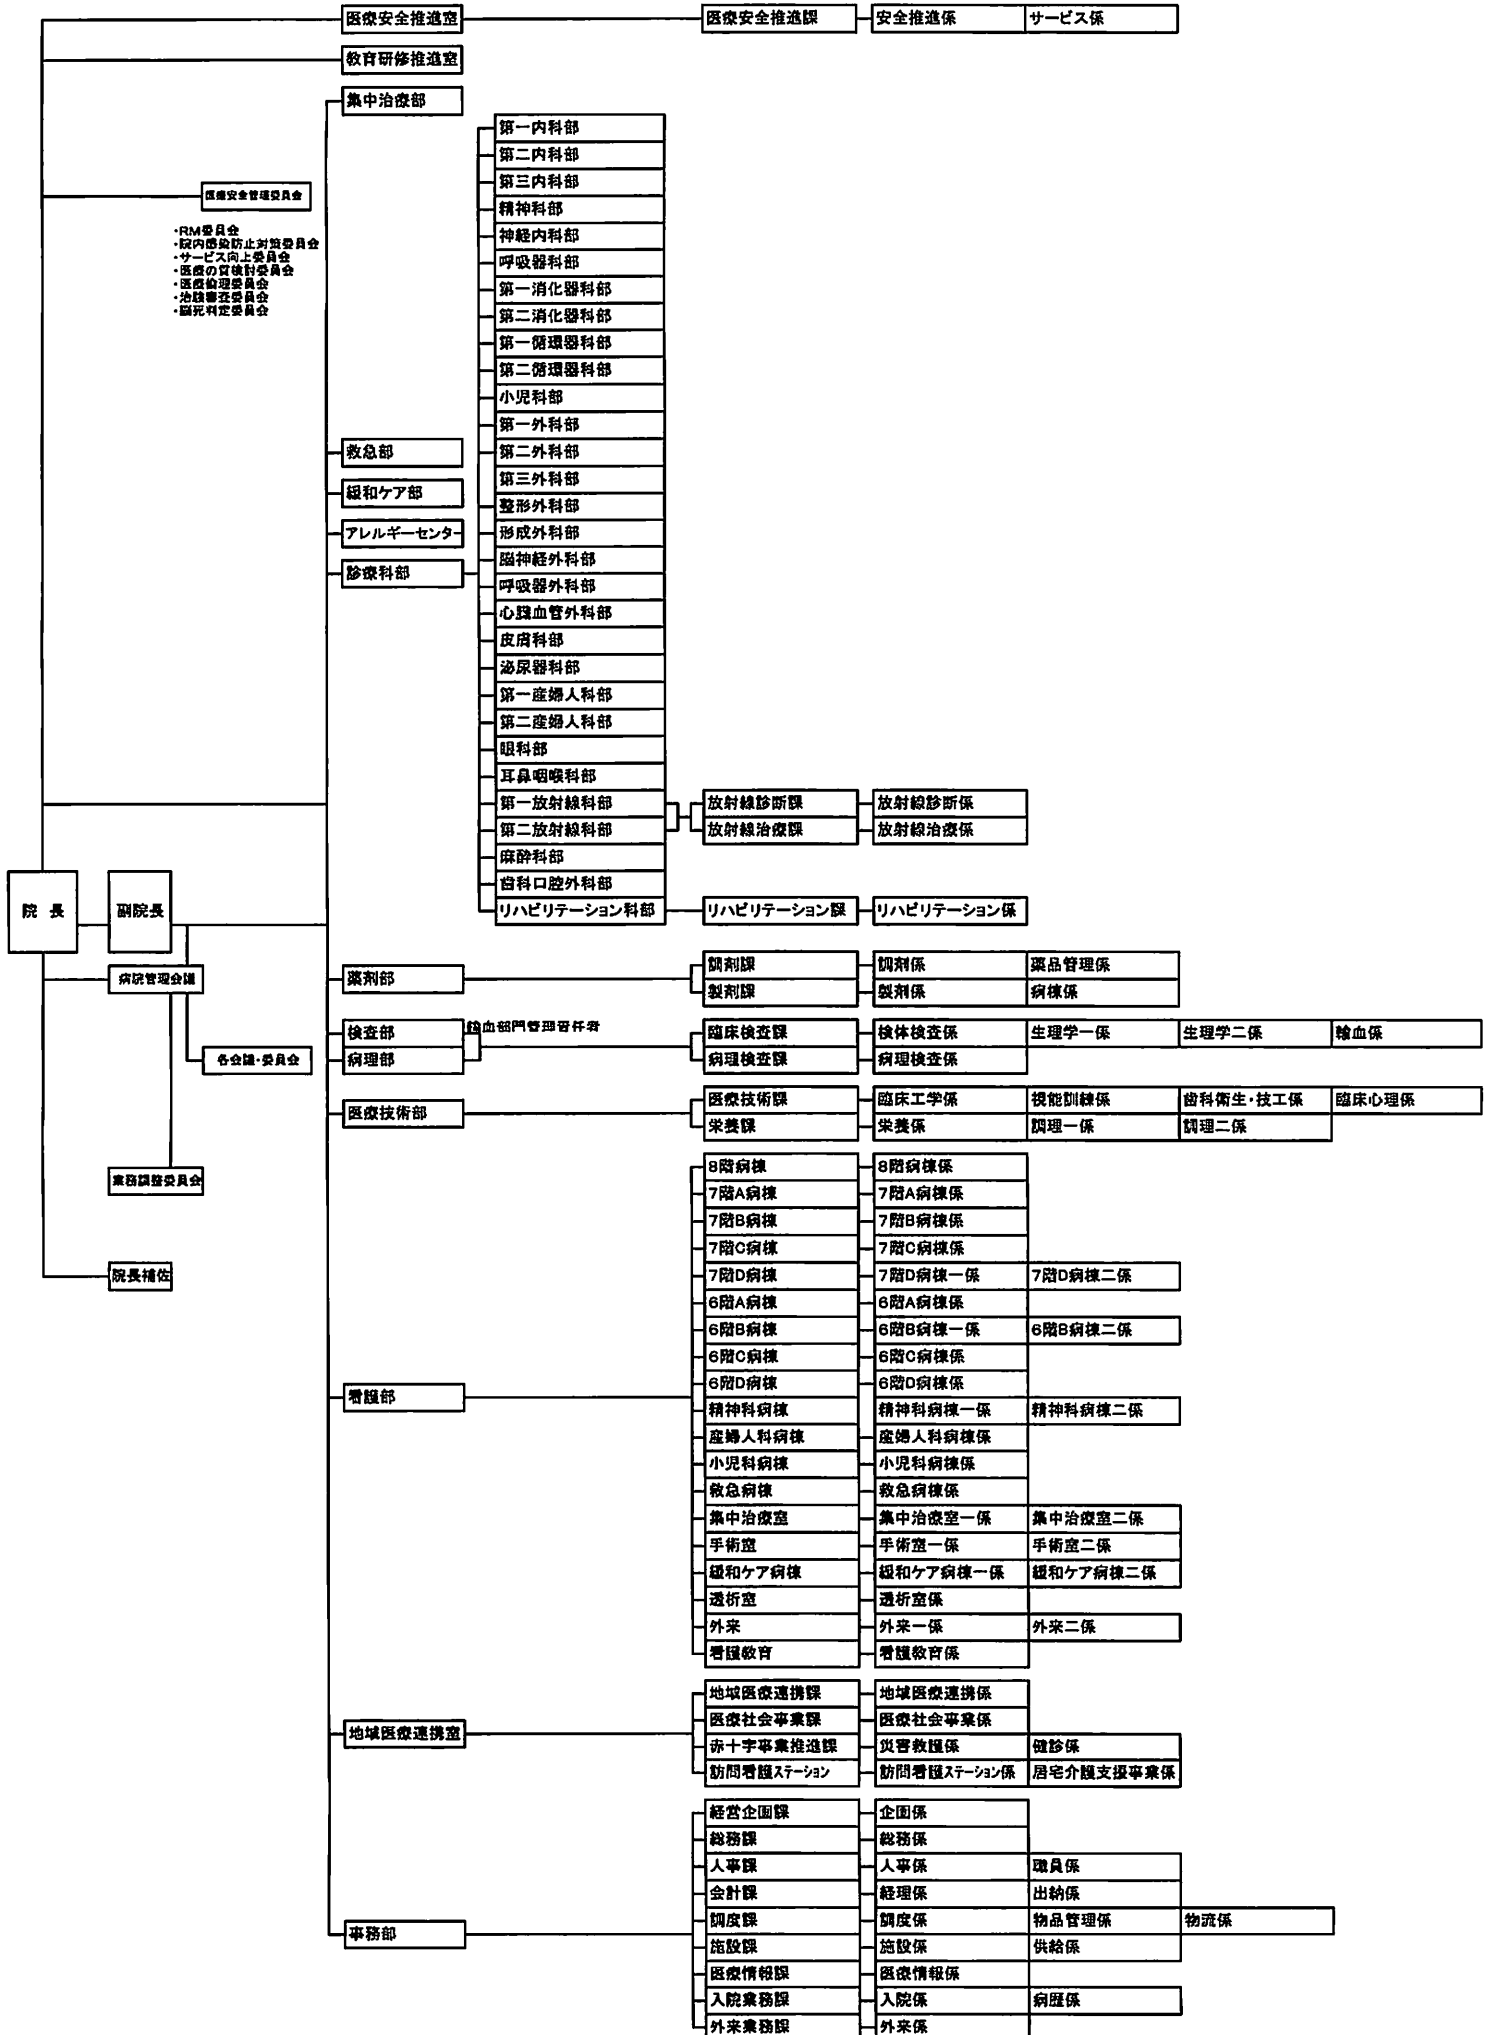 医療安全推進室 医療安全推進課 安全推進係 サービス係
教育研修推進室
集中治療部
第一内科部
第二内科部
第三内科部
医療安全管理委員会
精神科部
・RM委員会
神経内科部
・院内感染防止対策委員会
・サービス向上委員会
呼吸器科部
・医療の質検討委員会
・医療倫理委員会
第一消化器科部
・治験審査委員会
・脳死判定委員会
第二消化器科部
第一循環器科部
第二循環器科部
小児科部
第一外科部
救急部 第二外科部
第三外科部
緩和ケア部
整形外科部
アレルギーセンター 形成外科部
脳神経外科部
診療科部
呼吸器外科部
心臓血管外科部
皮膚科部
泌尿器科部
第一産婦人科部
第二産婦人科部
眼科部
耳鼻咽喉科部
第一放射線科部 放射線診断課 放射線診断係
第二放射線科部 放射線治療課 放射線治療係
麻酔科部
歯科口腔外科部
院 長 副院長 リハビリテーション科部 リハビリテーション課 リハビリテーション係
病院管理会議 薬剤部 調剤課 調剤係 薬品管理係
製剤課 製剤係 病棟係
検査部 輸血部門管理責任者 臨床検査課 検体検査係 生理学一係 生理学二係 輸血係
各会議・委員会 病理部 病理検査課 病理検査係
医療技術部 医療技術課 臨床工学係 視能訓練係 歯科衛生・技工係 臨床心理係
栄養課 栄養係 調理一係 調理二係
8階病棟 8階病棟係
業務調整委員会 7階A病棟 7階A病棟係
7階B病棟 7階B病棟係
7階C病棟 7階C病棟係
院長補佐 7階D病棟 7階D病棟一係 7階D病棟二係
6階A病棟 6階A病棟係
6階B病棟 6階B病棟一係 6階B病棟二係
6階C病棟 6階C病棟係
6階D病棟 6階D病棟係
看護部 精神科病棟 精神科病棟一係 精神科病棟二係
産婦人科病棟 産婦人科病棟係
小児科病棟 小児科病棟係
救急病棟 救急病棟係
集中治療室 集中治療室一係 集中治療室二係
手術室 手術室一係 手術室二係
緩和ケア病棟 緩和ケア病棟一係 緩和ケア病棟二係
透析室 透析室係
外来 外来一係 外来二係
看護教育 看護教育係
地域医療連携課 地域医療連携係
医療社会事業課 医療社会事業係
地域医療連携室 赤十字事業推進課 災害救護係 健診係
訪問看護ステーション 訪問看護ステーション係 居宅介護支援事業係
経営企画課 企画係
総務課 総務係
人事課 人事係 職員係
会計課 経理係 出納係
調度課 調度係 物品管理係 物流係
事務部 施設課 施設係 供給係
医療情報課 医療情報係
入院業務課 入院係 病歴係
外来業務課 外来係